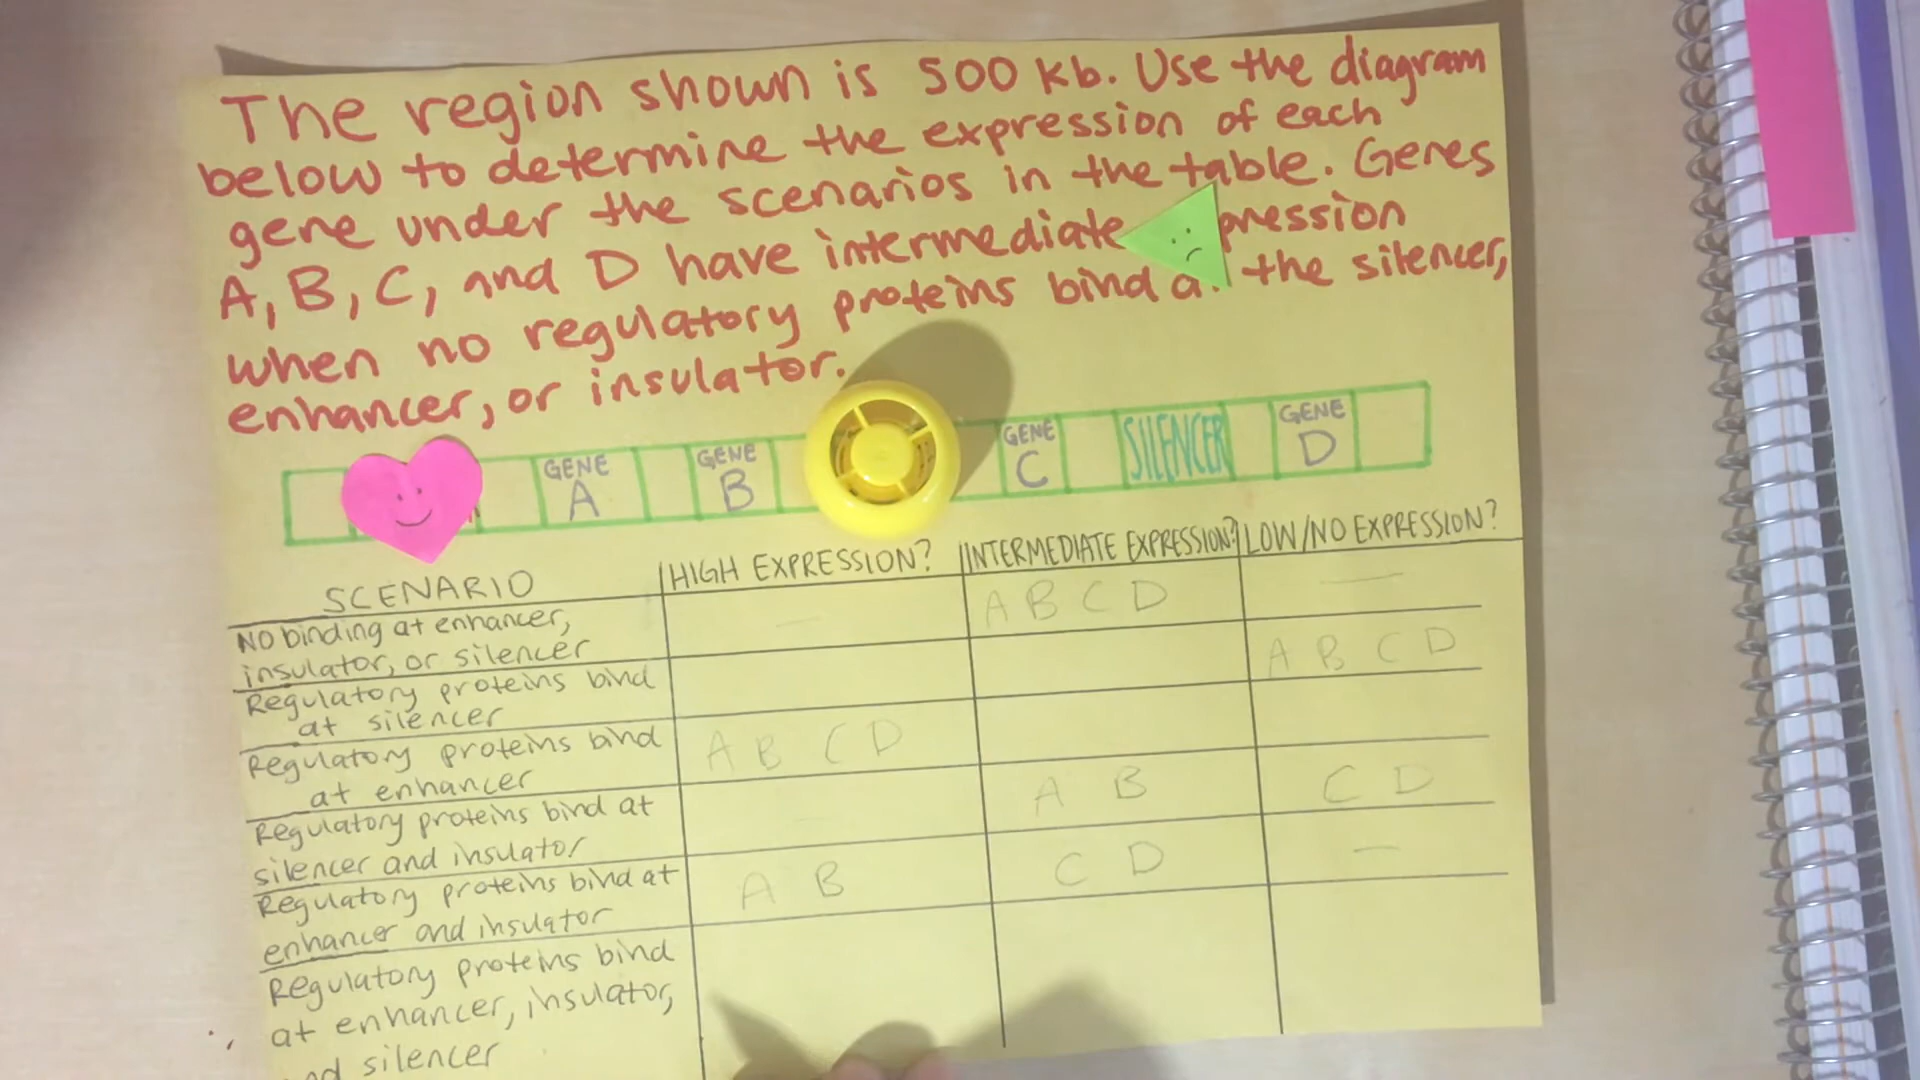 The region shown is 500 kb. Use the diagram
below to determine the expression of each
gene under the scenarios in the table. Genes
A, B, C, and D have intermediate pression
when no regulatory proteins bind the silencer,
enhancer, or insulator.
GENE A GENE B GENE C SILENCER GENE D
SCENARIO HIGH EXPRESSION? INTERMEDIATE EXPRESSION? LOW/NO EXPRESSION?
NO binding at enhancer,
insulator, or silencer — A B C D —
Regulatory proteins bind
at silencer A B C D
Regulatory proteins bind
at enhancer A B C D
Regulatory proteins bind at
silencer and insulator A B C D
Regulatory proteins bind at
enhancer and insulator A B C D —
Regulatory proteins bind
at enhancer, insulator,
silencer